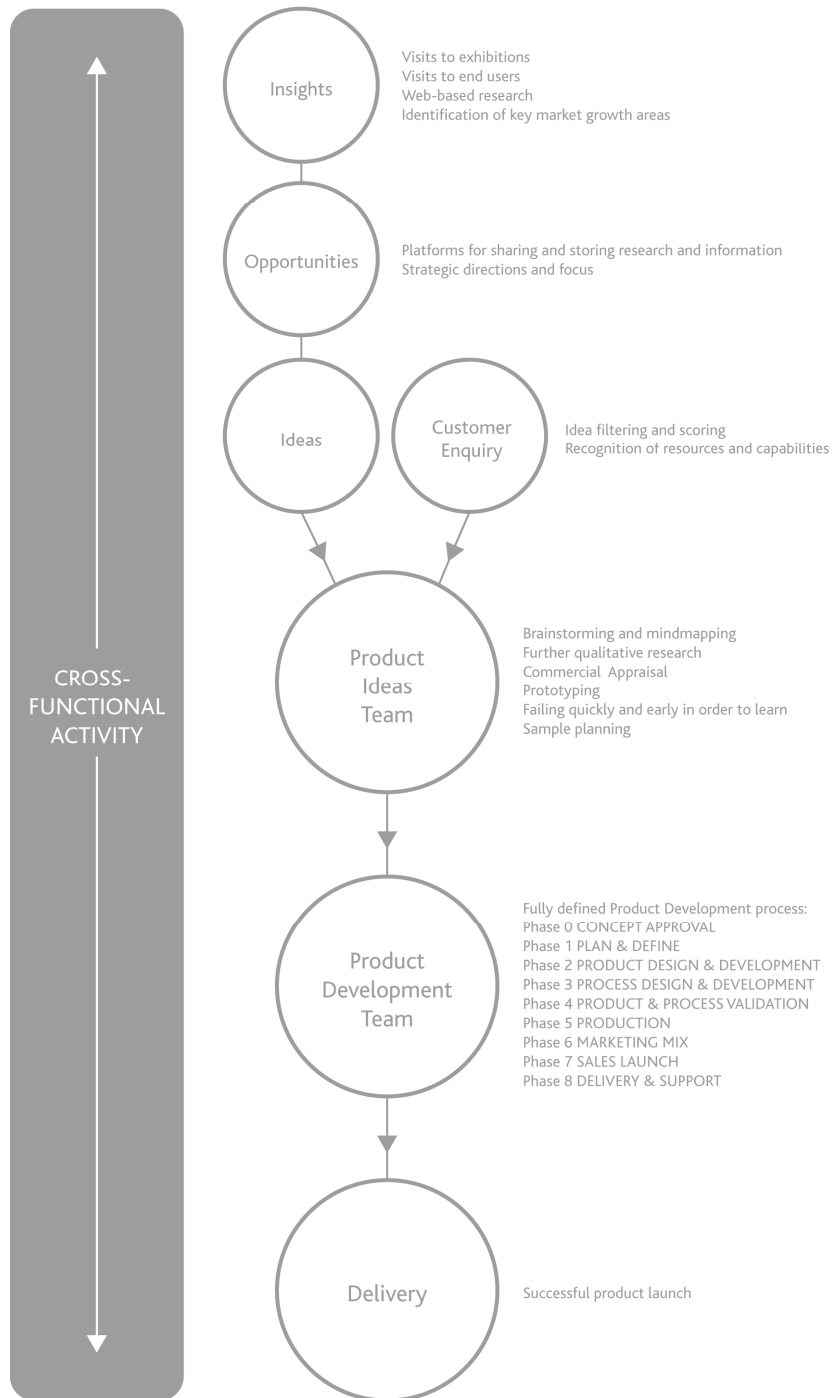 Insights
Visits to exhibitions
Visits to end users
Web-based research
Identification of key market growth areas
Opportunities
Platforms for sharing and storing research and information
Strategic directions and focus
Ideas
Customer
Enquiry
Idea filtering and scoring
Recognition of resources and capabilities
CROSS-
FUNCTIONAL
ACTIVITY
Product
Ideas
Team
Brainstorming and mindmapping
Further qualitative research
Commercial Appraisal
Prototyping
Failing quickly and early in order to learn
Sample planning
Product
Development
Team
Fully defined Product Development process:
Phase 0 CONCEPT APPROVAL
Phase 1 PLAN & DEFINE
Phase 2 PRODUCT DESIGN & DEVELOPMENT
Phase 3 PROCESS DESIGN & DEVELOPMENT
Phase 4 PRODUCT & PROCESS VALIDATION
Phase 5 PRODUCTION
Phase 6 MARKETING MIX
Phase 7 SALES LAUNCH
Phase 8 DELIVERY & SUPPORT
Delivery
Successful product launch